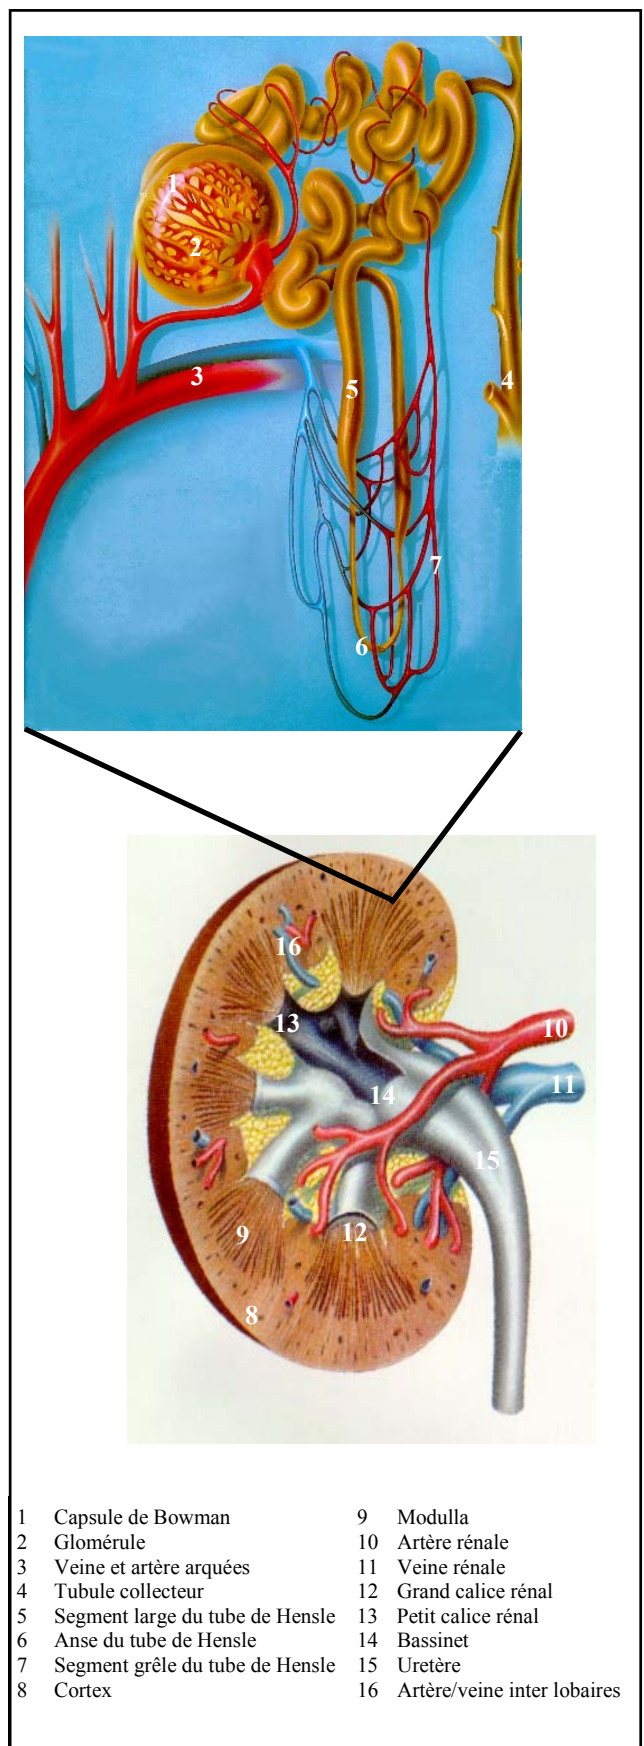 1
2
3
5
4
7
6
16
13
10
14
11
15
9
12
8
1 Capsule de Bowman
2 Glomérule
3 Veine et artère arquées
4 Tubule collecteur
5 Segment large du tube de Hensle
6 Anse du tube de Hensle
7 Segment grêle du tube de Hensle
8 Cortex
9 Modulla
10 Artère rénale
11 Veine rénale
12 Grand calice rénal
13 Petit calice rénal
14 Bassinet
15 Uretère
16 Artère/veine inter lobaires